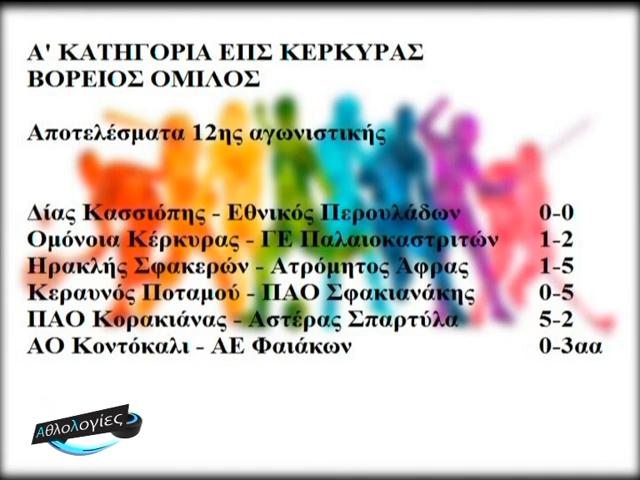 Α' ΚΑΤΗΓΟΡΙΑ ΕΠΣ ΚΕΡΚΥΡΑΣ
ΒΟΡΕΙΟΣ ΟΜΙΛΟΣ
Αποτελέσματα 12ης αγωνιστικής
Δίας Κασσιόπης - Εθνικός Περουλάδων 0-0
Ομόνοια Κέρκυρας - ΓΕ Παλαιοκαστριτών 1-2
Ηρακλής Σφακερών - Ατρόμητος Άφρας 1-5
Κεραυνός Ποταμού - ΠΑΟ Σφακιανάκης 0-5
ΠΑΟ Κορακιάνας - Αστέρας Σπαρτύλα 5-2
ΑΟ Κοντόκαλι - ΑΕ Φαιάκων 0-3αα
Αθλολογίες